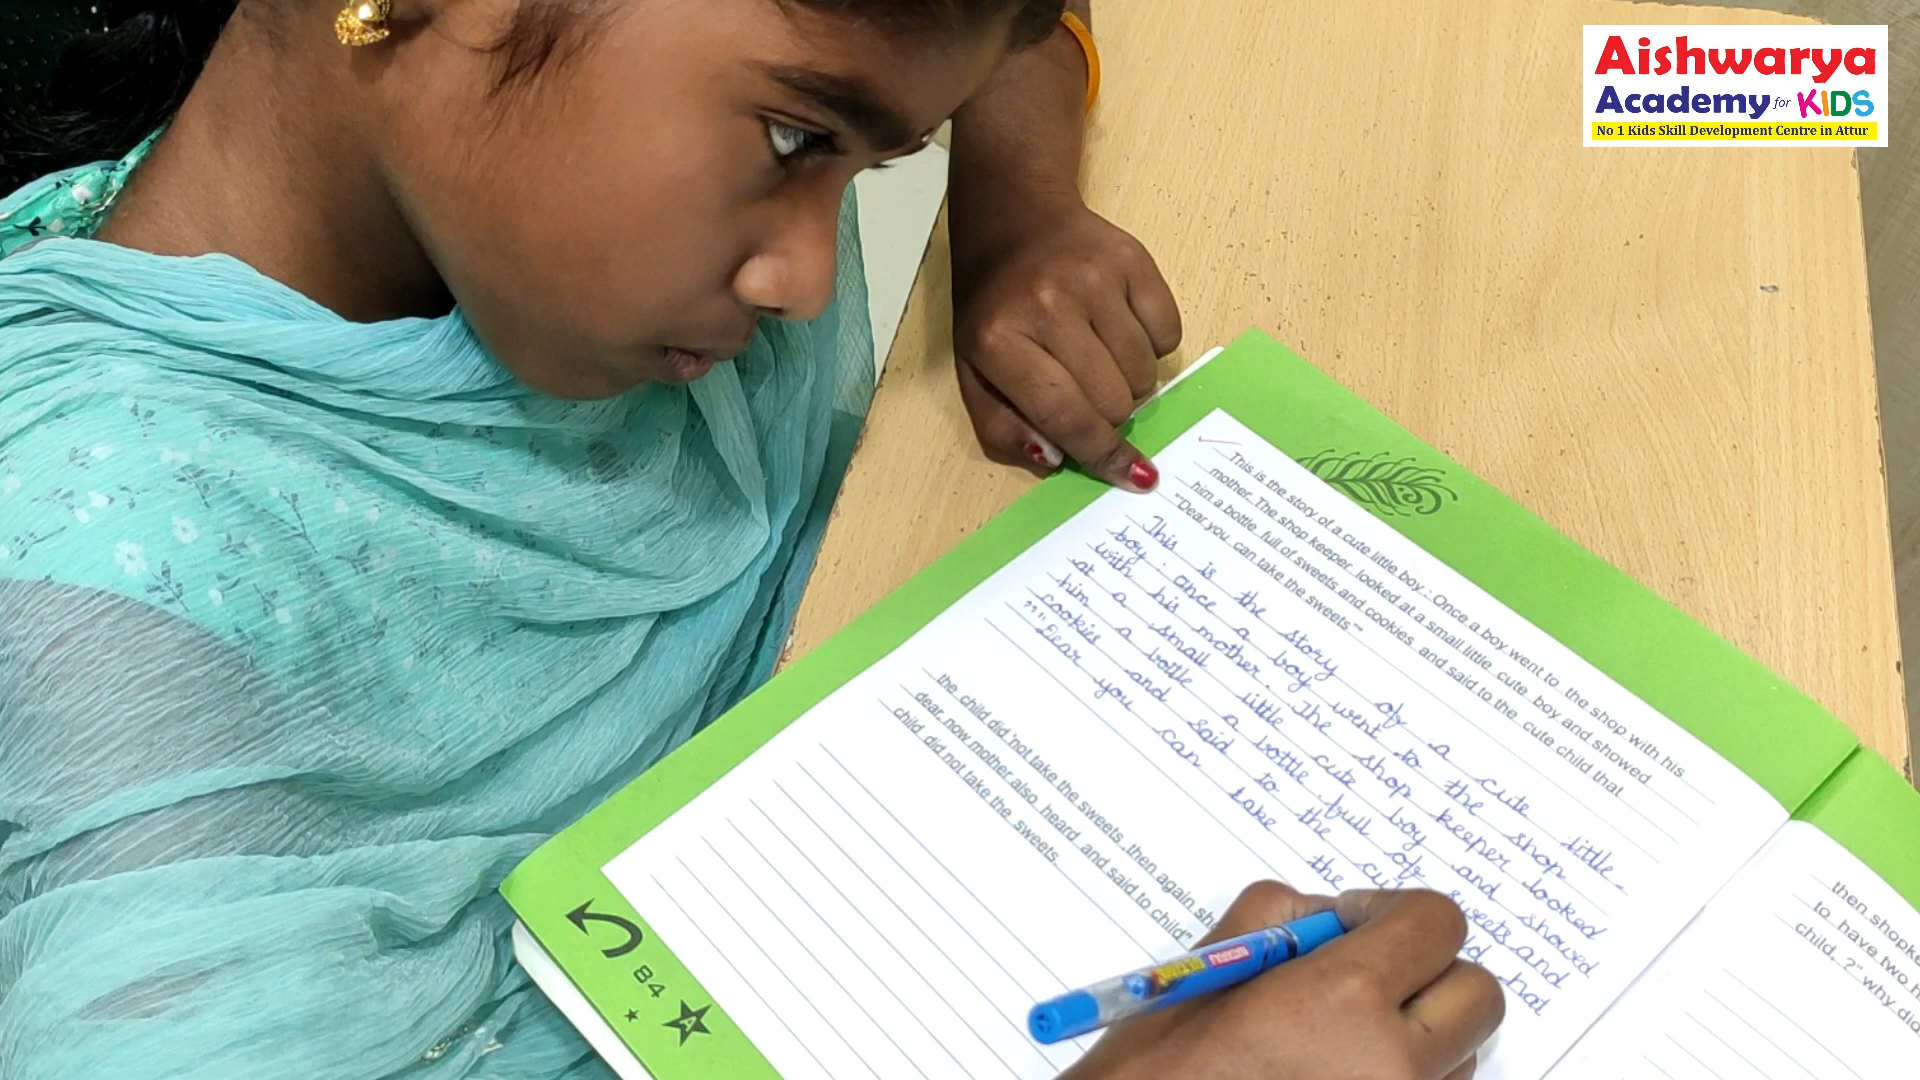 Aishwarya
Academy for KIDS
No 1 Kids Skill Development Centre in Attur
This is the story of a cute little boy . Once a boy went to the shop with his
mother. The shop keeper looked at a small little cute boy and showed
him a bottle full of sweets and cookies and said to the cute child that
"Dear you can take the sweets"
This is the story of a cute little
boy. ance a boy went to the shop
with his mother. The shop keeper looked
at a small little cute boy and showed
him a bottle a bottle full of sweets and
cookies and said to the
""Dear you can take the
the child did not take the sweets, then again
dear now mother also heard and said to child"
child did not take the sweets
84
A
then
to have two
child..?" why did